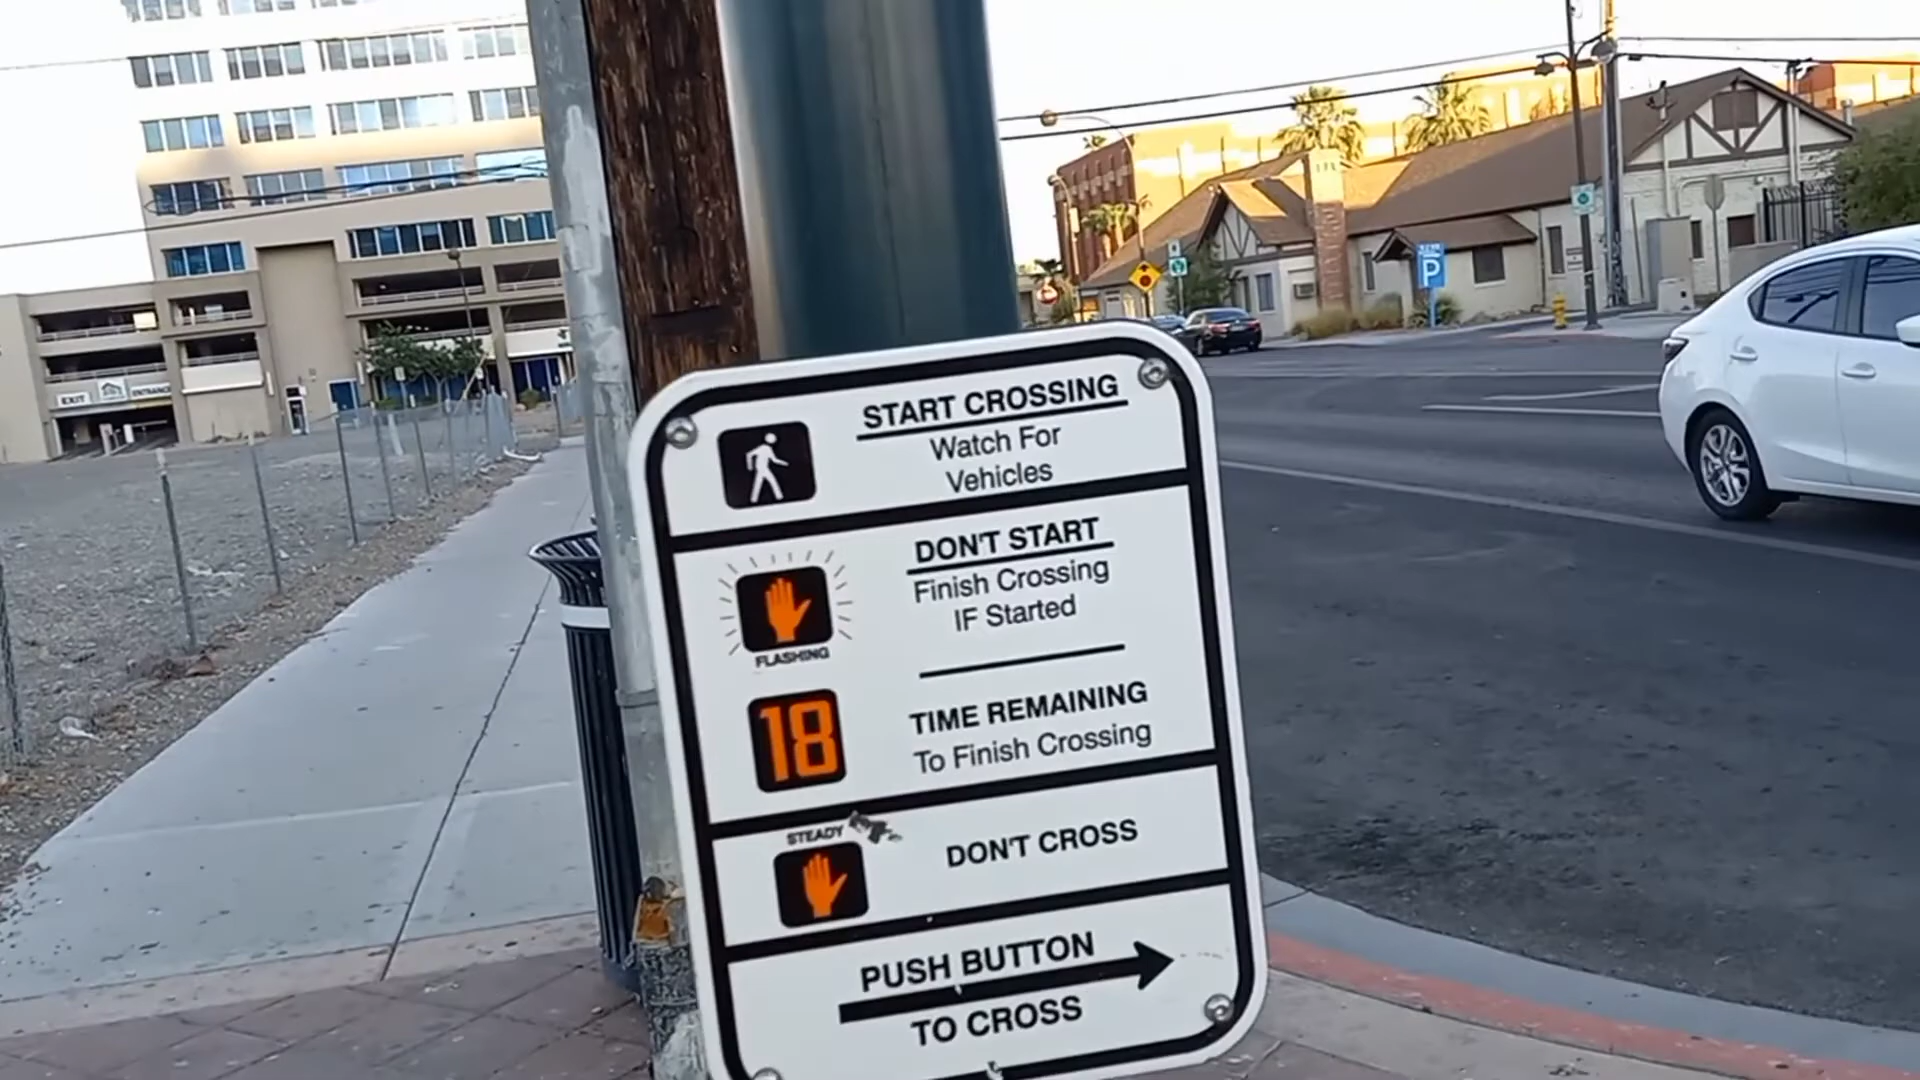 START CROSSING
Watch For
Vehicles
DON'T START
Finish Crossing
IF Started
FLASHING
18
TIME REMAINING
To Finish Crossing
STEADY
DON'T CROSS
PUSH BUTTON
TO CROSS
EXIT
ENTRANCE
P